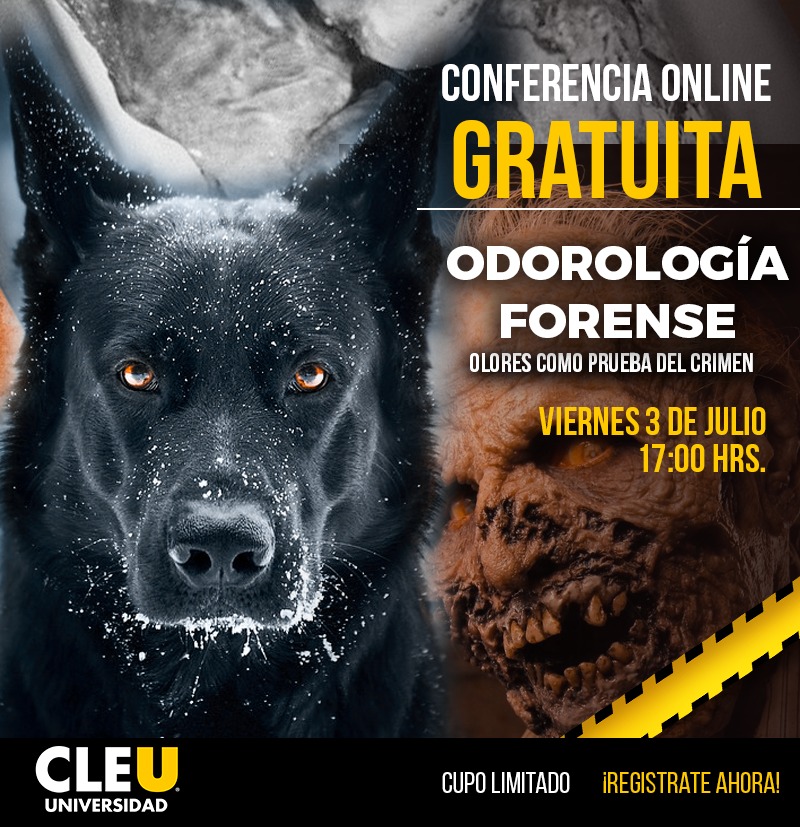 CONFERENCIA ONLINE
GRATUITA
ODOROLOGÍA
FORENSE
OLORES COMO PRUEBA DEL CRIMEN
VIERNES 3 DE JULIO
17:00 HRS.
CLEU®
UNIVERSIDAD
CUPO LIMITADO
¡REGISTRATE AHORA!